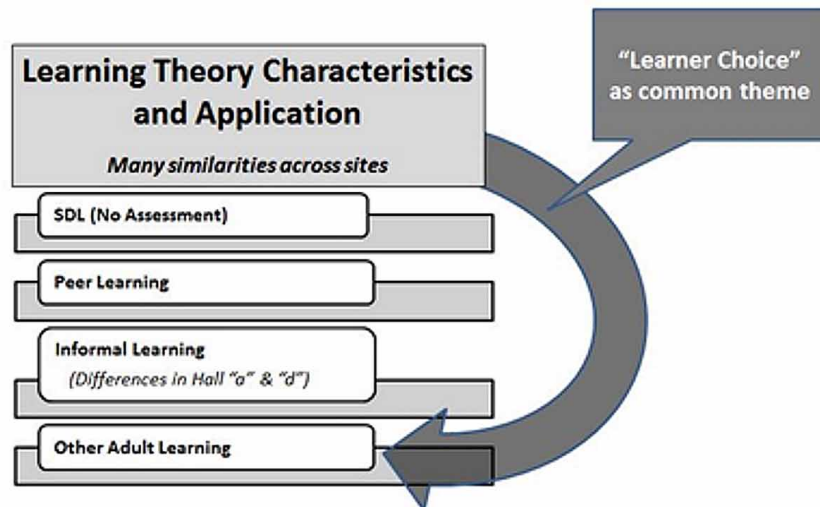 Learning Theory Characteristics
and Application
Many similarities across sites
"Learner Choice"
as common theme
SDL (No Assessment)
Peer Learning
Informal Learning
(Differences in Hall "a" & "d")
Other Adult Learning